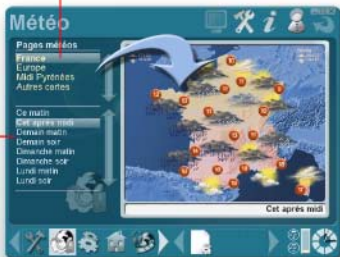 Météo
Pages méréos
France
Europe
Midi Pyrénées
Autres cartes
Ce matin
Cet après midi
Demain matin
Demain soir
Dimanche matin
Dimanche soir
Lundi matin
Lundi soir
Cet après midi